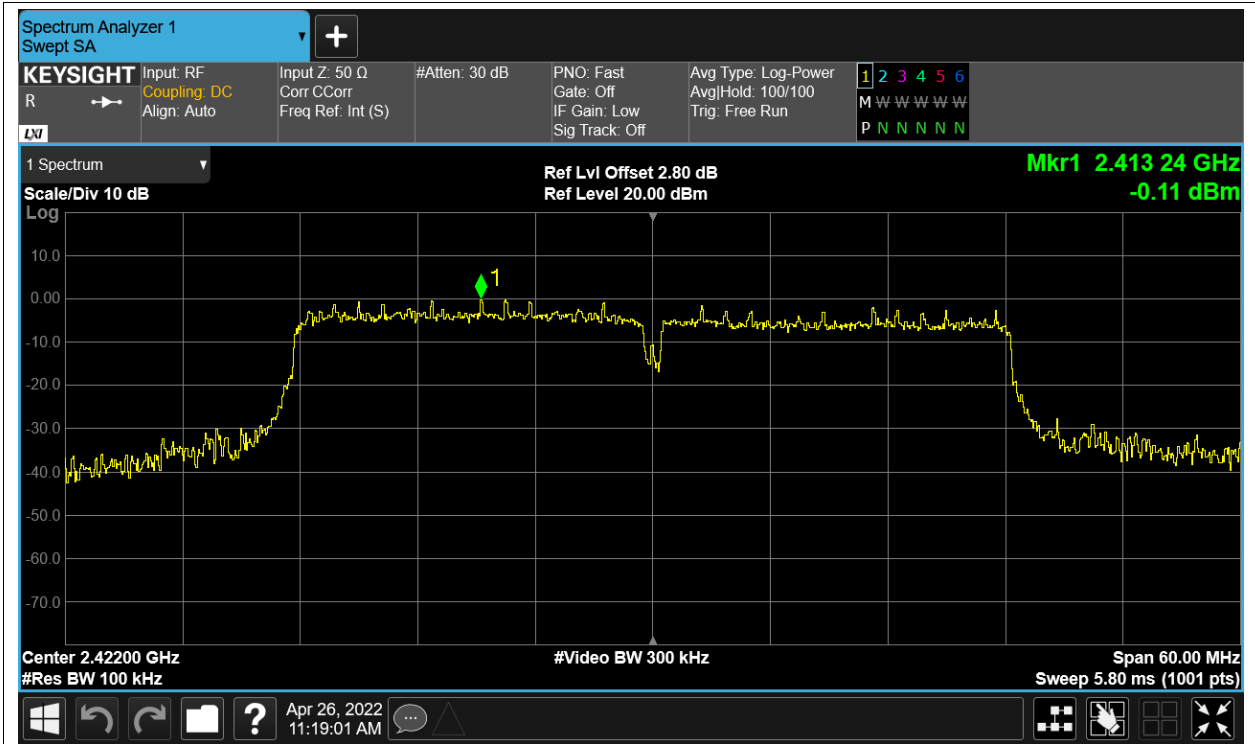 Spectrum Analyzer 1
Swept SA
KEYSIGHT
R
LXI
Input: RF
Coupling: DC
Align: Auto
Input Z: 50 Ω
Corr CCorr
Freq Ref: Int (S)
#Atten: 30 dB
PNO: Fast
Gate: Off
IF Gain: Low
Sig Track: Off
Avg Type: Log-Power
Avg|Hold: 100/100
Trig: Free Run
1 2 3 4 5 6
M W W W W W
P N N N N N
1 Spectrum
Scale/Div 10 dB
Log
Ref Lvl Offset 2.80 dB
Ref Level 20.00 dBm
Mkr1 2.413 24 GHz
-0.11 dBm
10.0
0.00
-10.0
-20.0
-30.0
-40.0
-50.0
-60.0
-70.0
1
Center 2.42200 GHz
#Res BW 100 kHz
#Video BW 300 kHz
Span 60.00 MHz
Sweep 5.80 ms (1001 pts)
?
Apr 26, 2022
11:19:01 AM